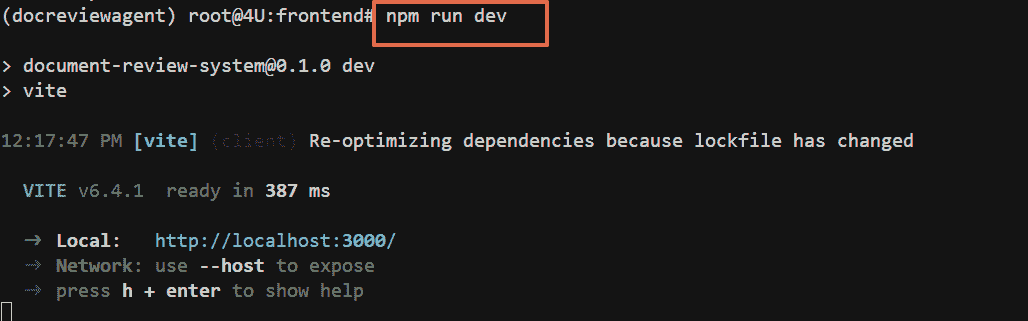 (docreviewagent) root@4U:frontend# npm run dev
> document-review-system@0.1.0 dev
> vite
12:17:47 PM [vite] (client) Re-optimizing dependencies because lockfile has changed
VITE v6.4.1 ready in 387 ms
→ Local: http://localhost:3000/
→ Network: use --host to expose
→ press h + enter to show help